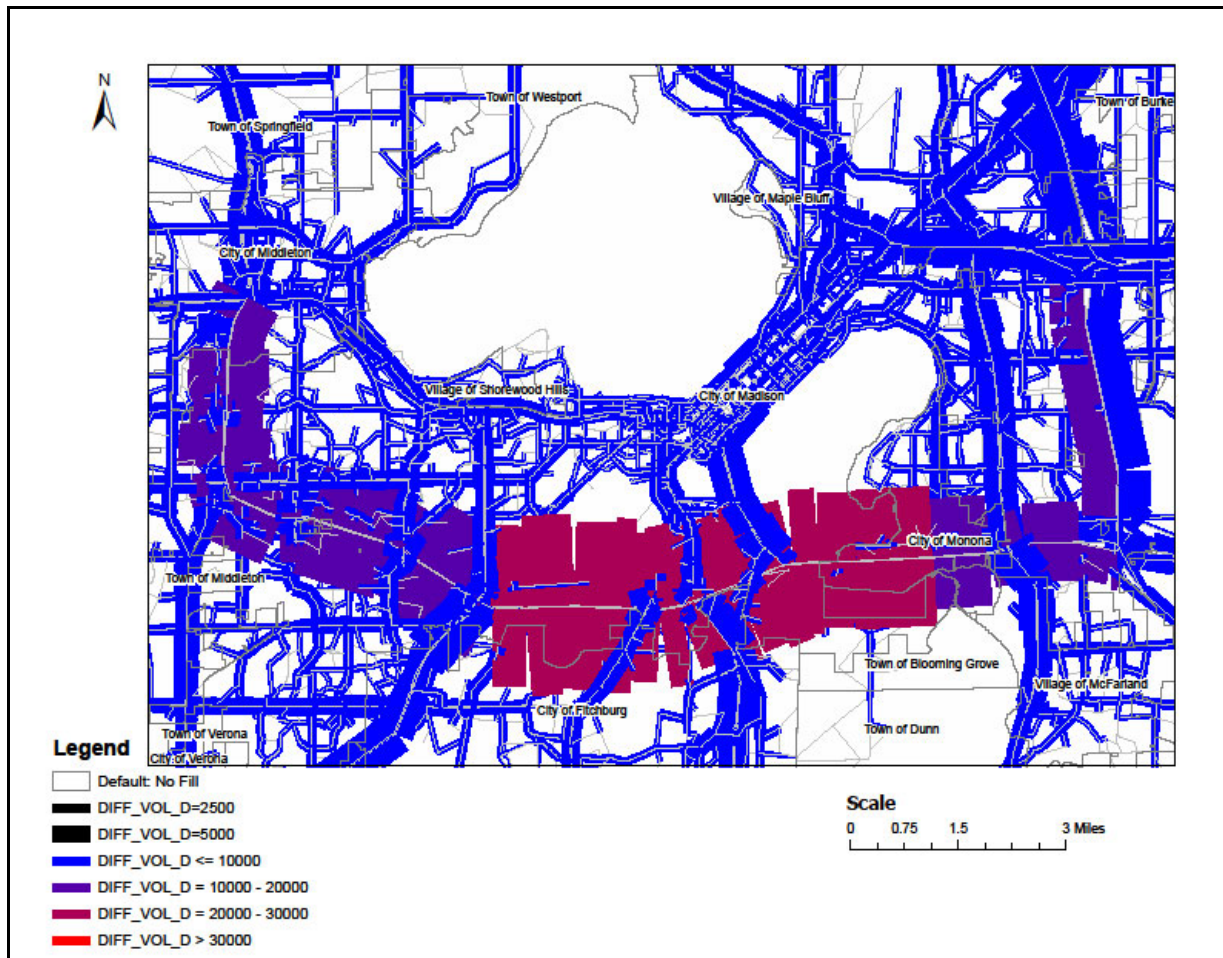 N
Town of Westport
Town of Burke
Town of Springfield
Village of Maple Bluff
City of Middleton
Village of Shorewood Hills
City of Madison
City of Monona
Town of Middleton
Town of Blooming Grove
Village of McFarland
City of Fitchburg
Town of Dunn
Town of Verona
City of Verona
Legend
Default: No Fill
DIFF_VOL_D=2500
DIFF_VOL_D=5000
DIFF_VOL_D <= 10000
DIFF_VOL_D = 10000 - 20000
DIFF_VOL_D = 20000 - 30000
DIFF_VOL_D > 30000
Scale
0 0.75 1.5 3 Miles